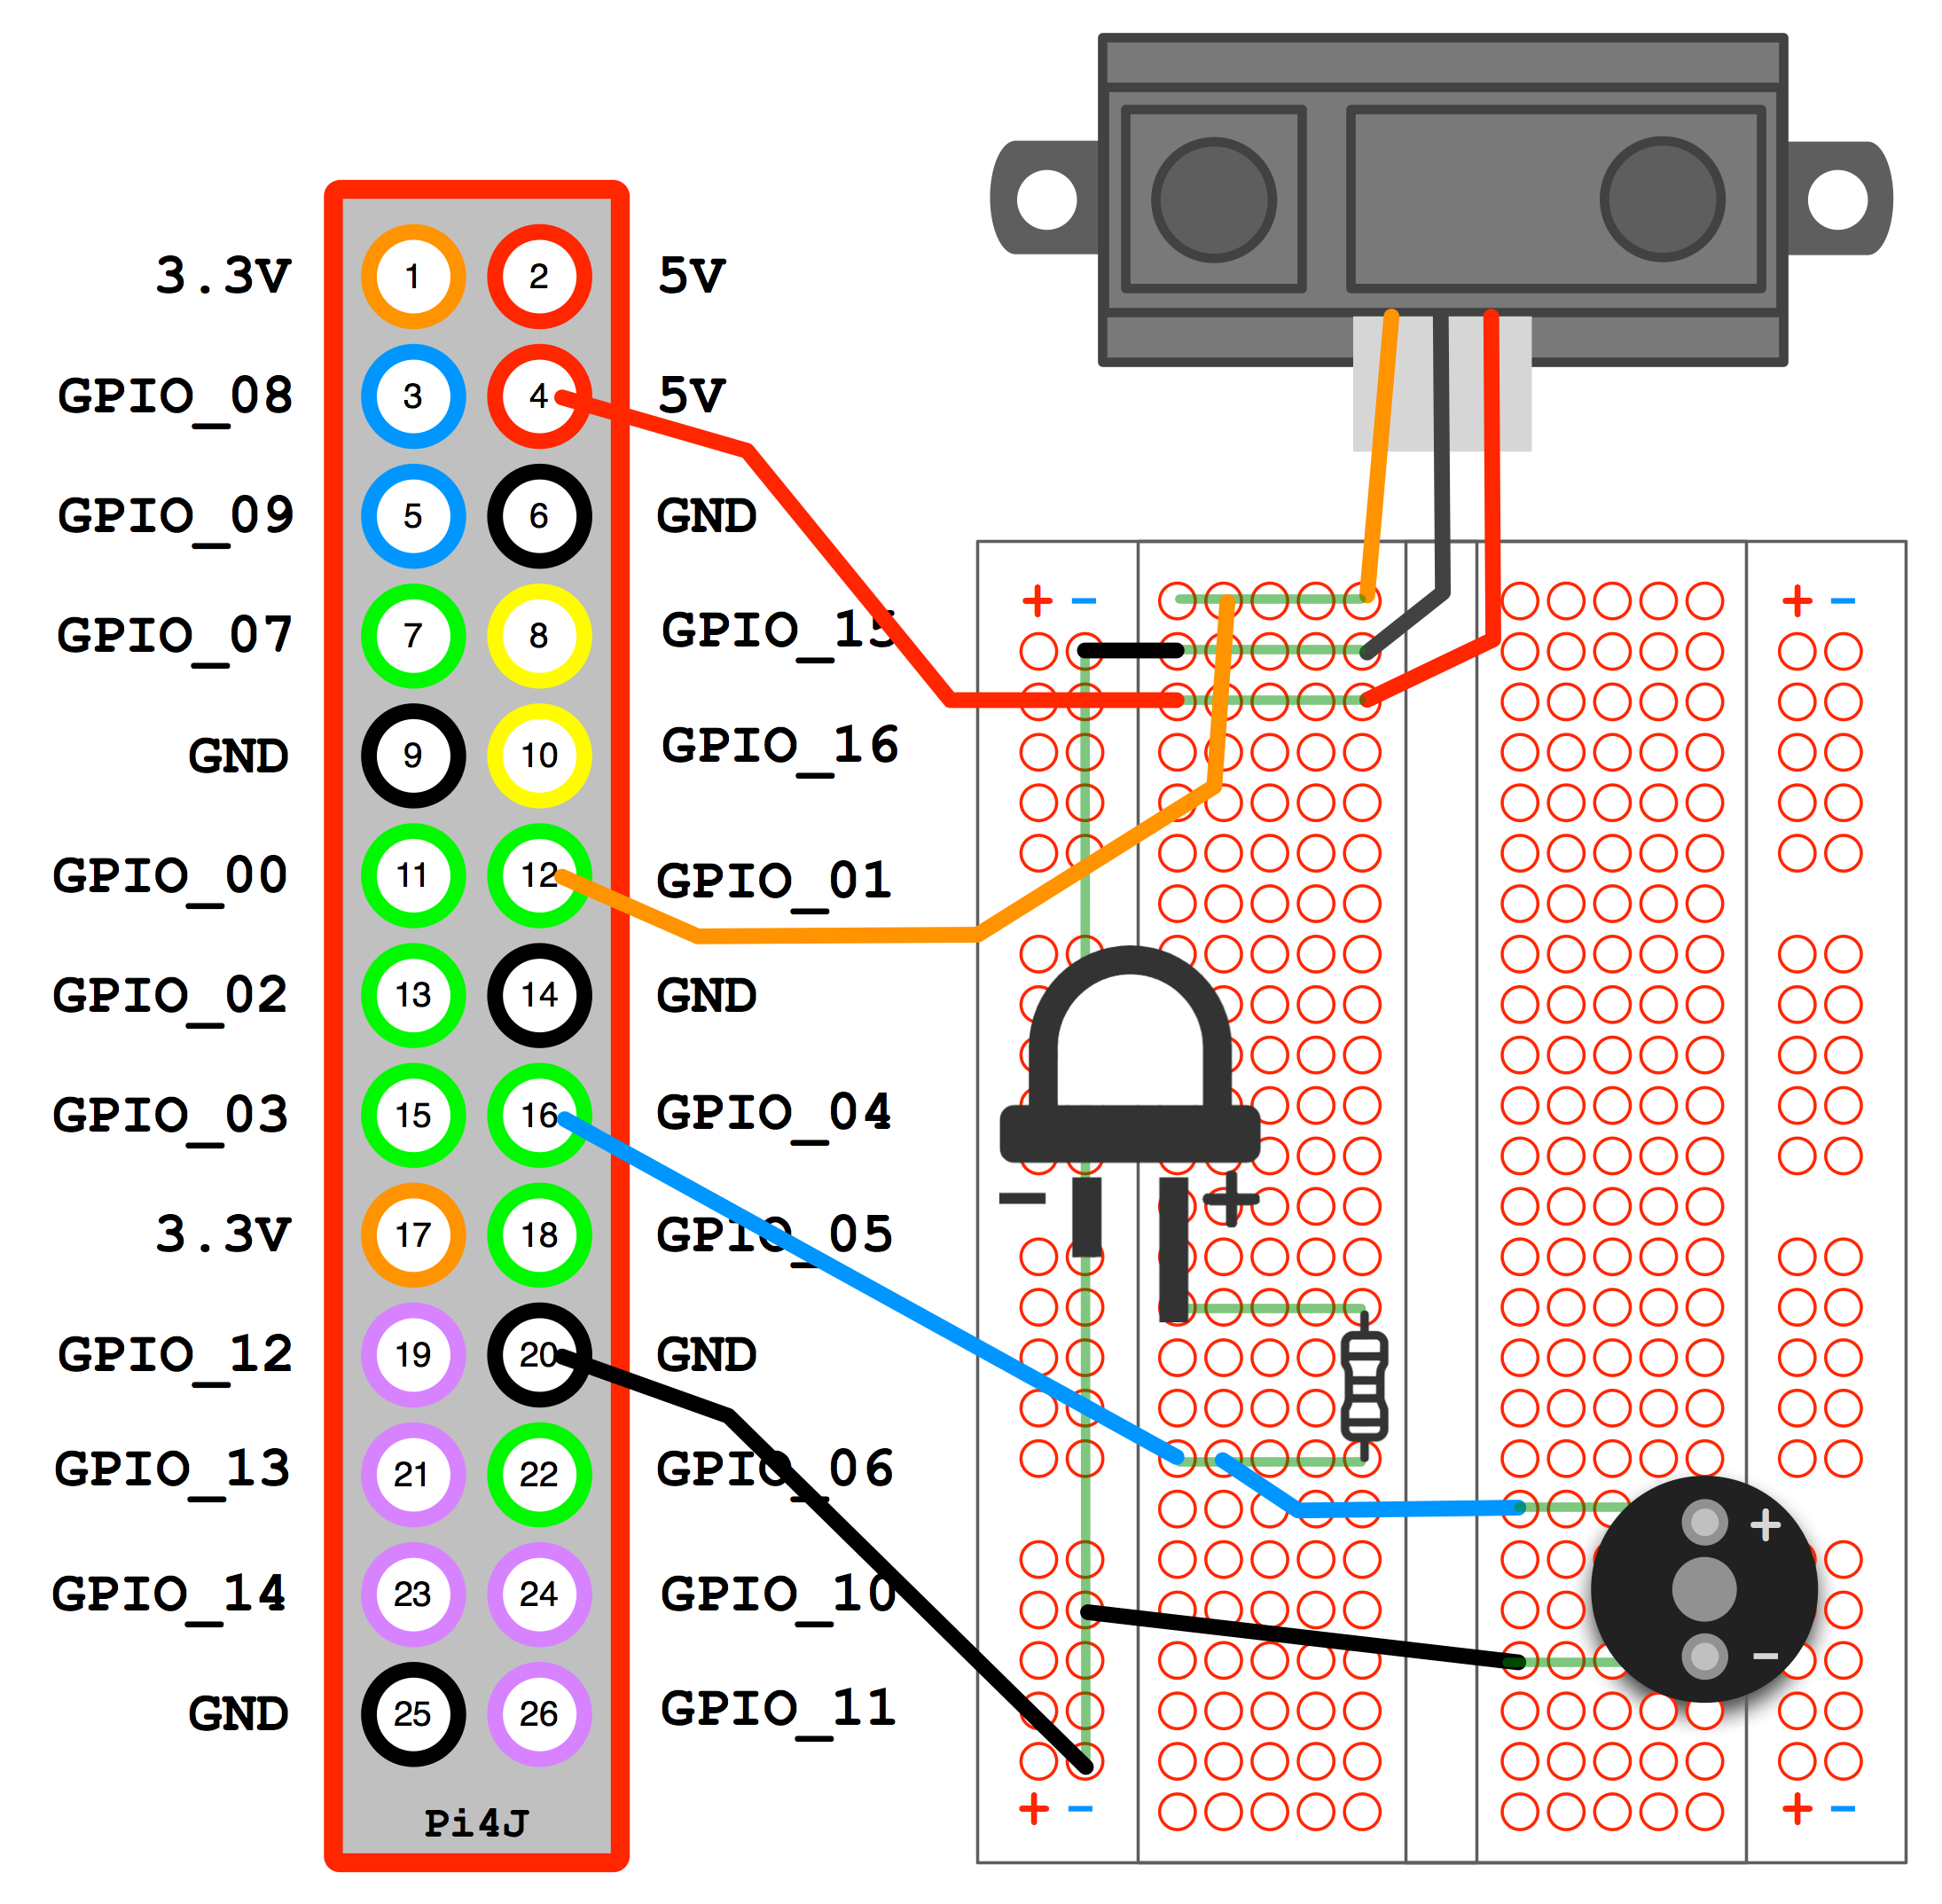 3.3V 1 2 5V
GPIO_08 3 4 5V
GPIO_09 5 6 GND
GPIO_07 7 8 GPIO_15
GND 9 10 GPIO_16
GPIO_00 11 12 GPIO_01
GPIO_02 13 14 GND
GPIO_03 15 16 GPIO_04
3.3V 17 18 GPIO_05
GPIO_12 19 20 GND
GPIO_13 21 22 GPIO_06
GPIO_14 23 24 GPIO_10
GND 25 26 GPIO_11
Pi4J
+ − + −
− +
+
−
+ − + −